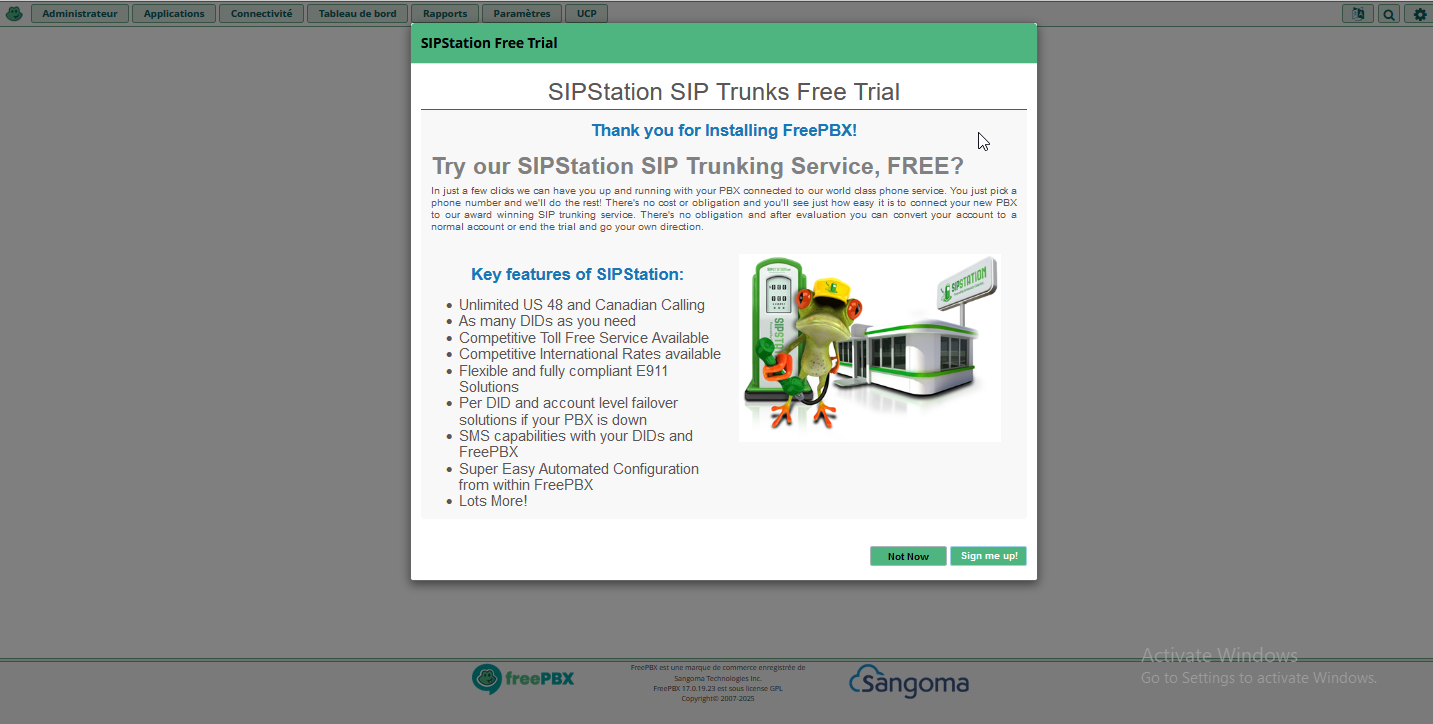 Administrateur Applications Connectivité Tableau de bord Rapports Paramètres UCP
SIPStation Free Trial
SIPStation SIP Trunks Free Trial
Thank you for Installing FreePBX!
Try our SIPStation SIP Trunking Service, FREE?
In just a few clicks we can have you up and running with your PBX connected to our world class phone service. You just pick a
phone number and we'll do the rest! There's no cost or obligation and you'll see just how easy it is to connect your new PBX
to our award winning SIP trunking service. There's no obligation and after evaluation you can convert your account to a
normal account or end the trial and go your own direction.
Key features of SIPStation:
• Unlimited US 48 and Canadian Calling
• As many DIDs as you need
• Competitive Toll Free Service Available
• Competitive International Rates available
• Flexible and fully compliant E911
Solutions
• Per DID and account level failover
solutions if your PBX is down
• SMS capabilities with your DIDs and
FreePBX
• Super Easy Automated Configuration
from within FreePBX
• Lots More!
SIPSTATION
Not Now Sign me up!
Activate Windows
Go to Settings to activate Windows.
freePBX
FreePBX est une marque de commerce enregistrée de
Sangoma Technologies Inc.
FreePBX 17.0.19.23 est sous license GPL
Copyright© 2007-2025
Sangoma